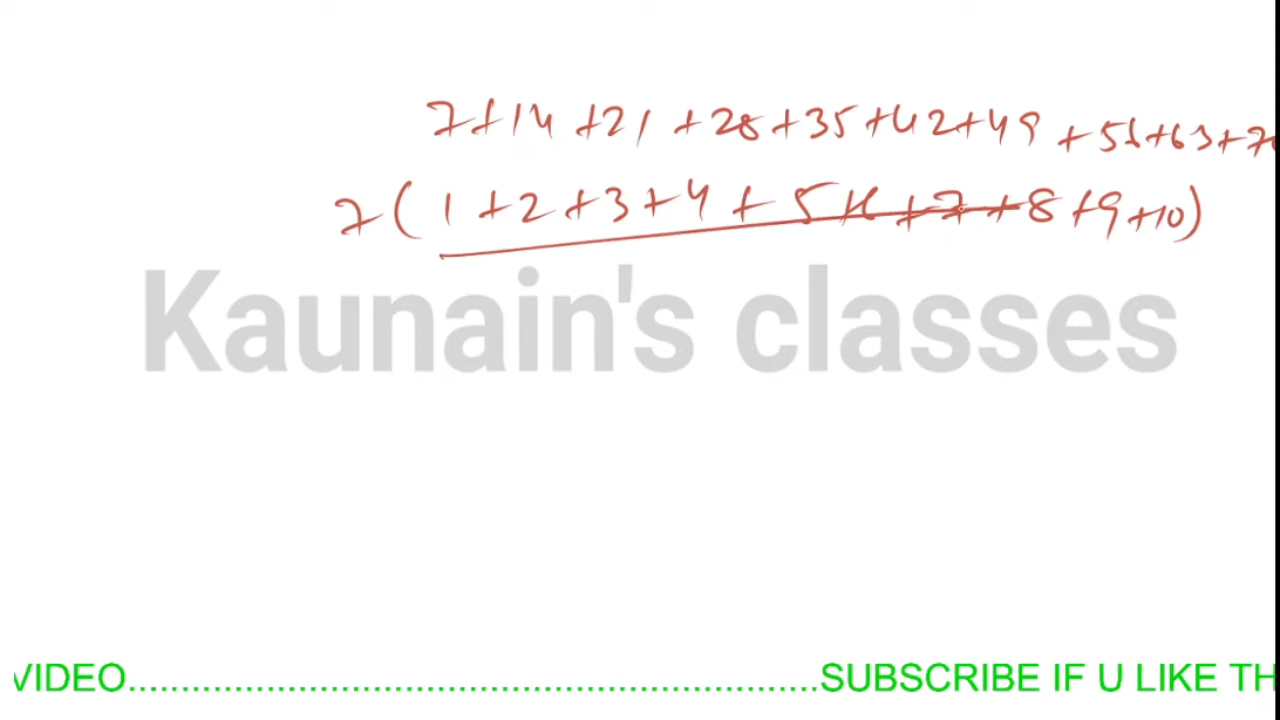 7+14+21+28+35+42+49+56+63+70
7(1+2+3+4+5+6+7+8+9+10)
Kaunain's classes
VIDEO.................................................................SUBSCRIBE IF U LIKE TH